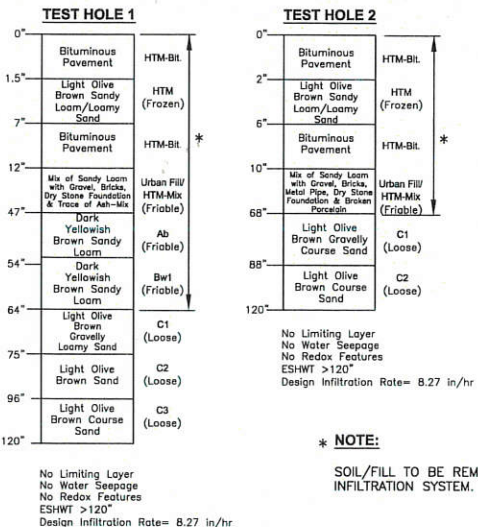 TEST HOLE 1
0"
Bituminous
Pavement
HTM-Bit.
1.5"
Light Olive
Brown Sandy
Loam/Loamy
Sand
HTM
(Frozen)
7"
Bituminous
Pavement
HTM-Bit.
*
12"
Mix of Sandy Loam
with Gravel, Bricks,
Dry Stone Foundation
& Trace of Ash-Mix
Urban Fill/
HTM-Mix
(Friable)
47"
Dark
Yellowish
Brown Sandy
Loam
Ab
(Friable)
54"
Dark
Yellowish
Brown Sandy
Loam
Bw1
(Friable)
64"
Light Olive
Brown
Gravelly
Loamy Sand
C1
(Loose)
75"
Light Olive
Brown Sand
C2
(Loose)
96"
Light Olive
Brown Course
Sand
C3
(Loose)
120"
No Limiting Layer
No Water Seepage
No Redox Features
ESHWT >120"
Design Infiltration Rate= 8.27 in/hr
TEST HOLE 2
0"
Bituminous
Pavement
HTM-Bit.
2"
Light Olive
Brown Sandy
Loam/Loamy
Sand
HTM
(Frozen)
6"
Bituminous
Pavement
HTM-Bit.
*
10"
Mix of Sandy Loam
with Gravel, Bricks,
Metal Pipe, Dry Stone
Foundation & Broken
Porcelain
Urban Fill/
HTM-Mix
(Friable)
68"
Light Olive
Brown Gravelly
Course Sand
C1
(Loose)
88"
Light Olive
Brown Course
Sand
C2
(Loose)
120"
No Limiting Layer
No Water Seepage
No Redox Features
ESHWT >120"
Design Infiltration Rate= 8.27 in/hr
* NOTE:
SOIL/FILL TO BE REM
INFILTRATION SYSTEM.